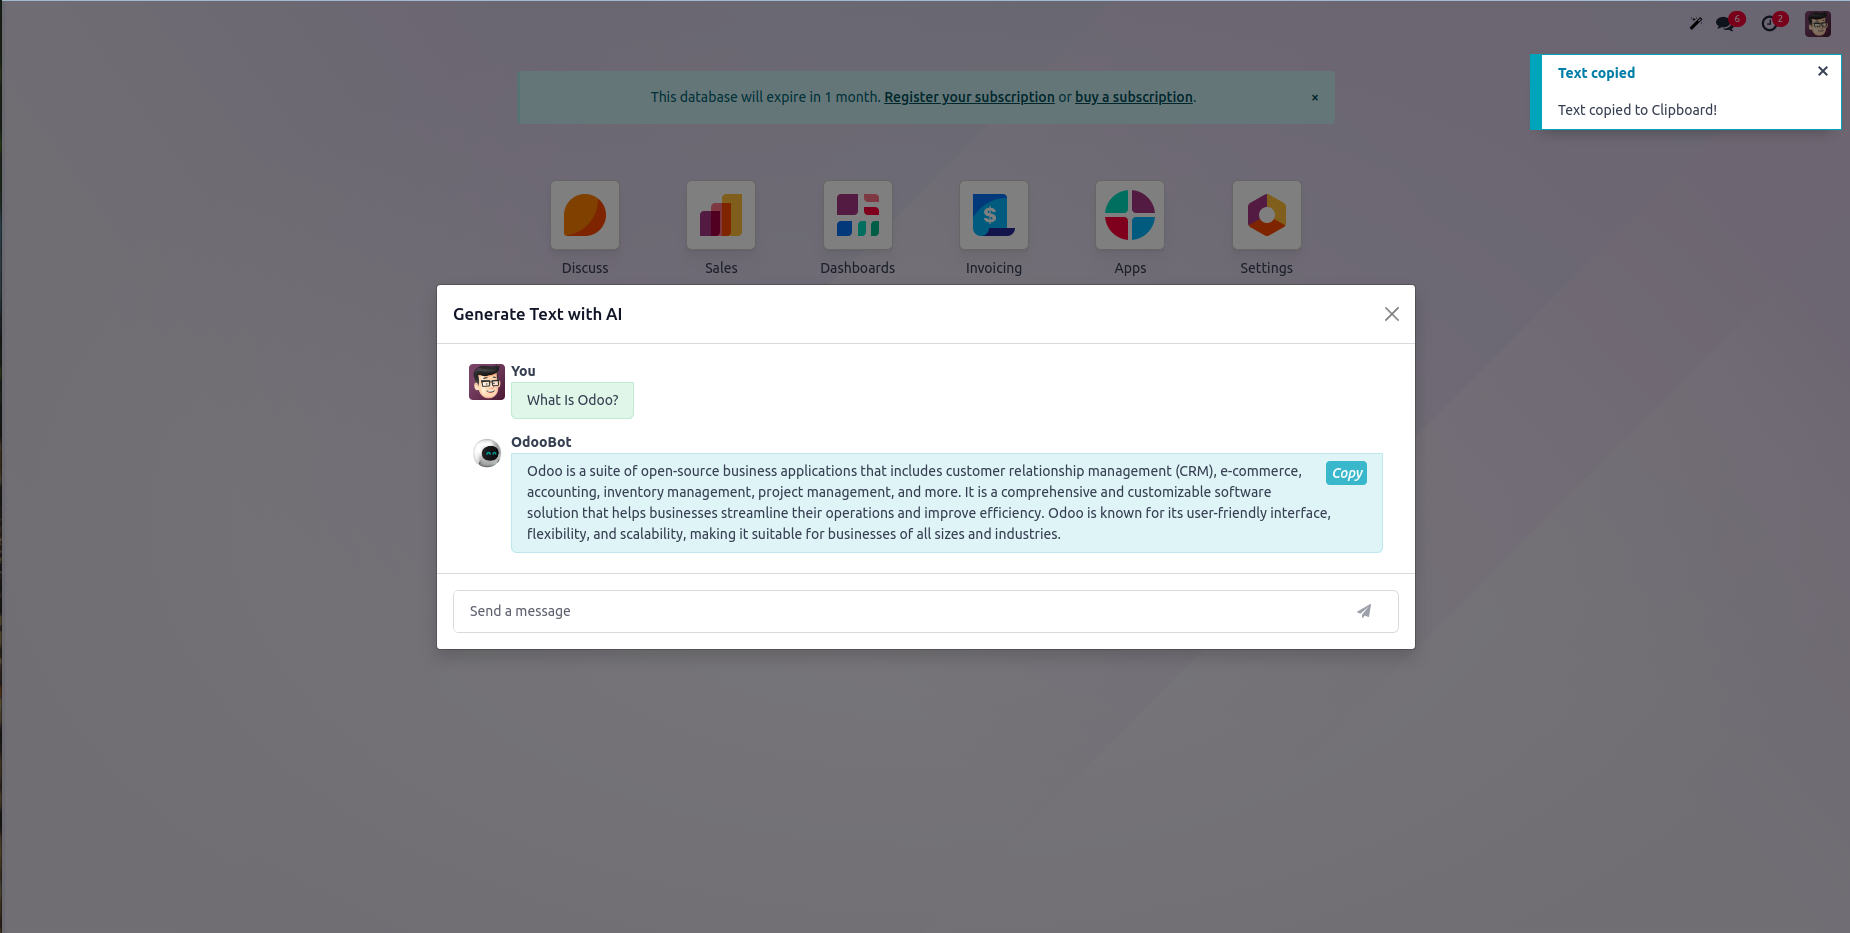 6
2
Text copied
Text copied to Clipboard!
This database will expire in 1 month. Register your subscription or buy a subscription.
Discuss Sales Dashboards Invoicing Apps Settings
Generate Text with AI
You
What Is Odoo?
OdooBot
Odoo is a suite of open-source business applications that includes customer relationship management (CRM), e-commerce,
Copy
accounting, inventory management, project management, and more. It is a comprehensive and customizable software
solution that helps businesses streamline their operations and improve efficiency. Odoo is known for its user-friendly interface,
flexibility, and scalability, making it suitable for businesses of all sizes and industries.
Send a message